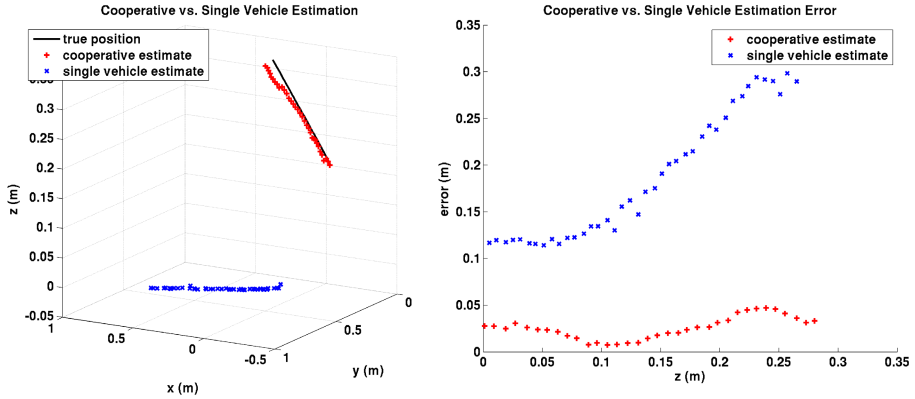 Cooperative vs. Single Vehicle Estimation
true position
cooperative estimate
single vehicle estimate
0.3
0.25
0.2
0.15
0.1
0.05
0
-0.05
z (m)
1
0.5
0
-0.5
x (m)
1
0.5
0
y (m)
Cooperative vs. Single Vehicle Estimation Error
cooperative estimate
single vehicle estimate
0.35
0.3
0.25
0.2
0.15
0.1
0.05
0
error (m)
0
0.05
0.1
0.15
0.2
0.25
0.3
0.35
z (m)